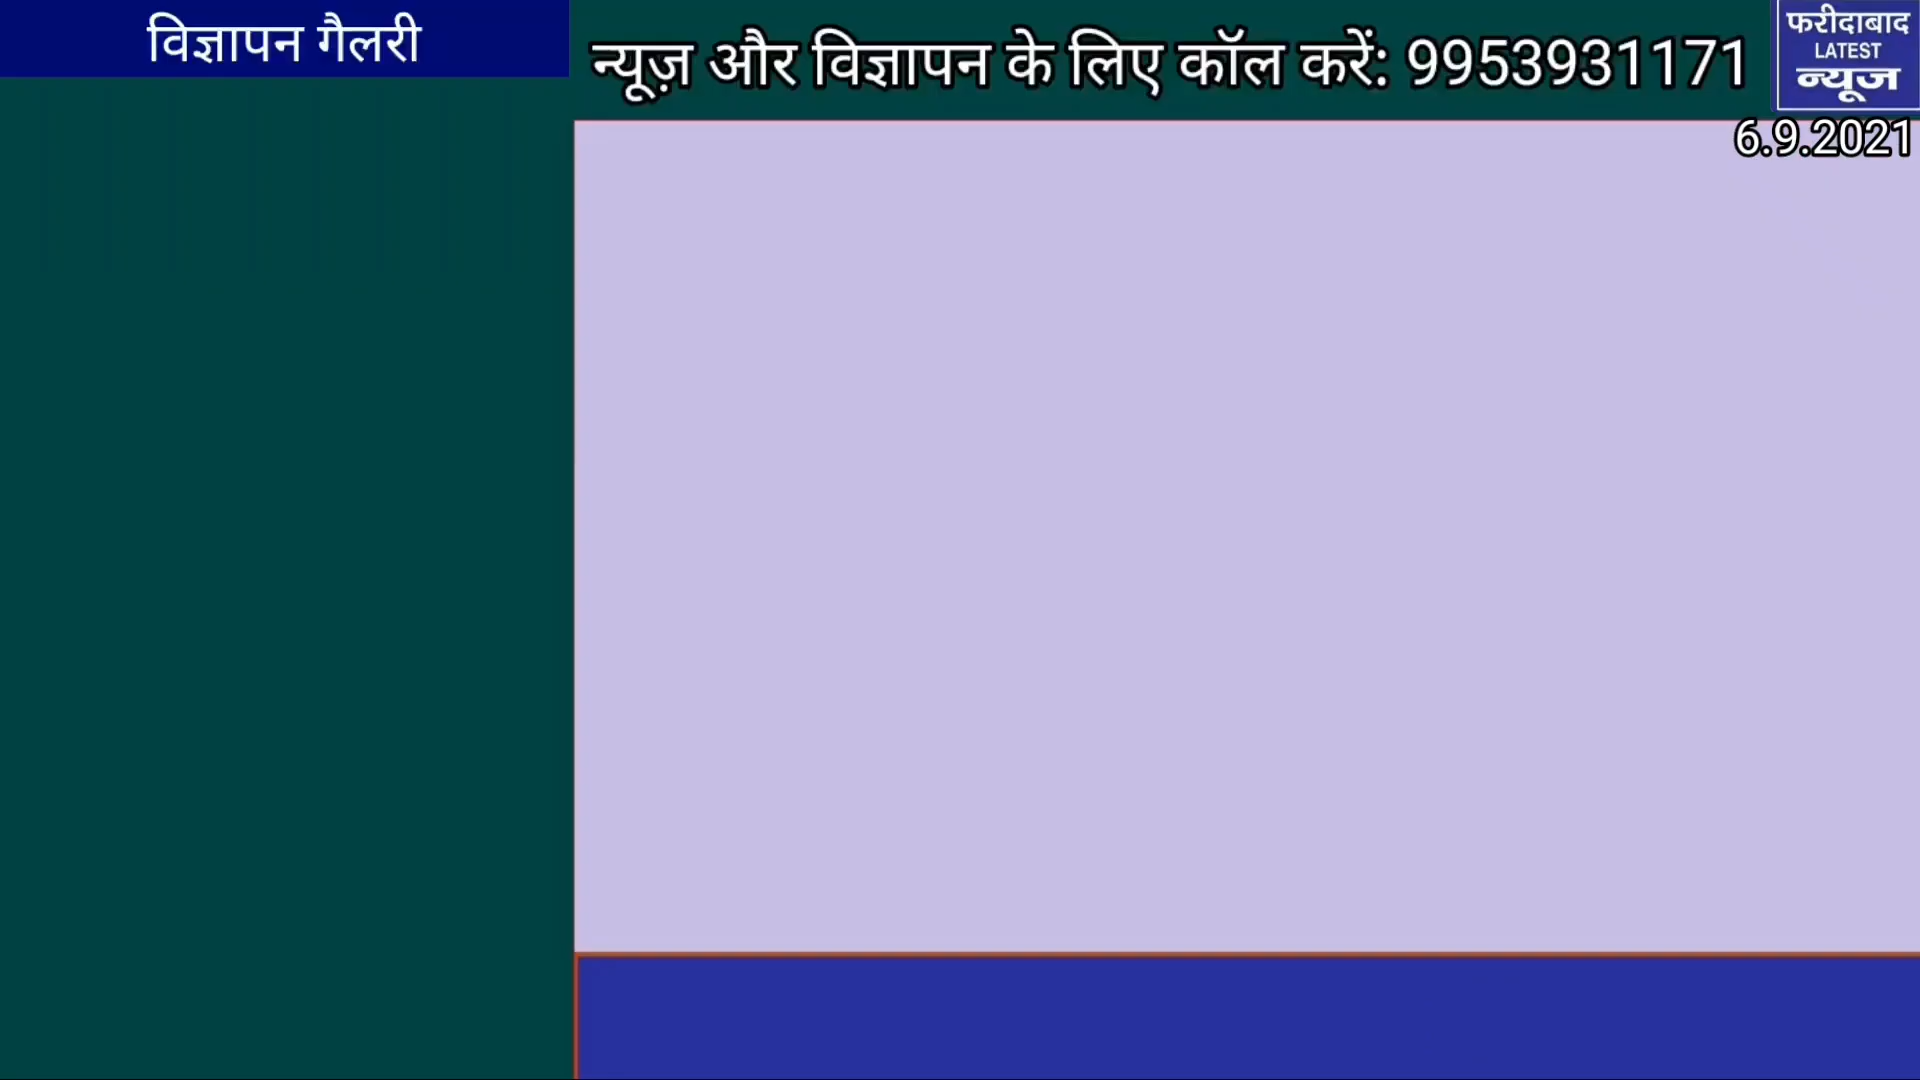 विज्ञापन गैलरी
न्यूज़ और विज्ञापन के लिए कॉल करें: 9953931171
फरीदाबाद
LATEST
न्यूज
6.9.2021